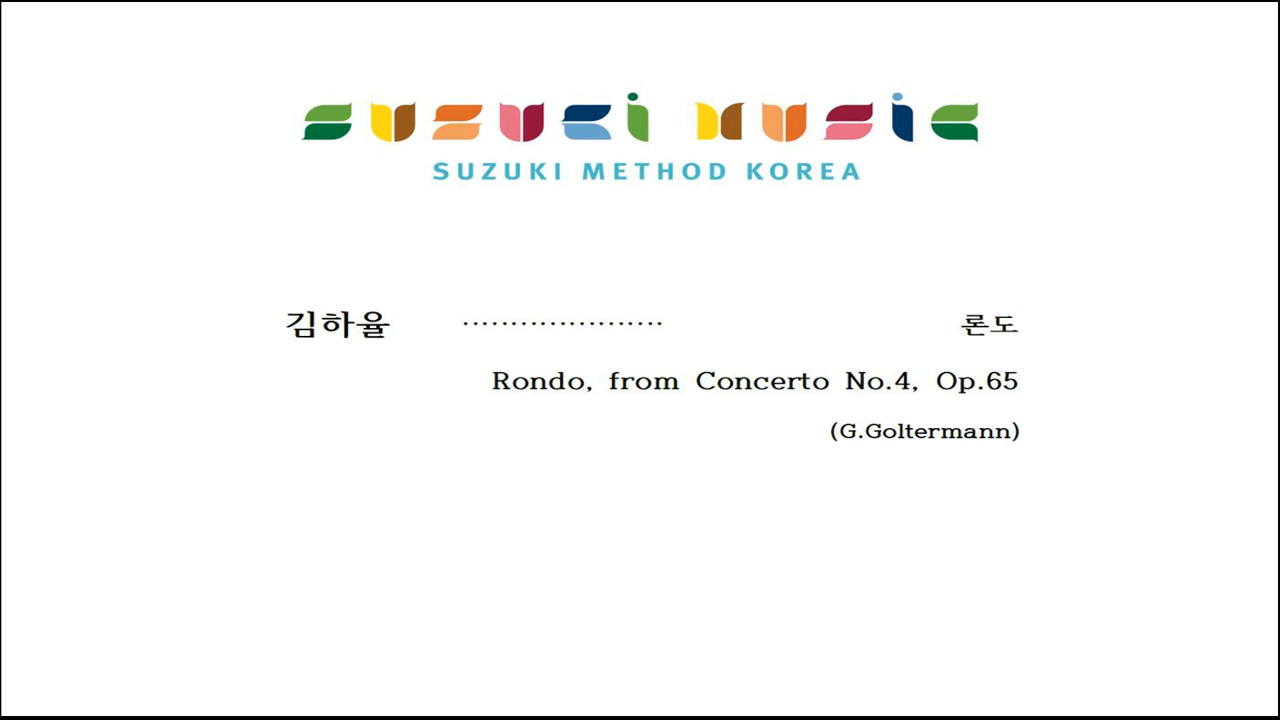 suzuki music
SUZUKI METHOD KOREA
김하율 ····················· 론도
Rondo, from Concerto No.4, Op.65
(G.Goltermann)